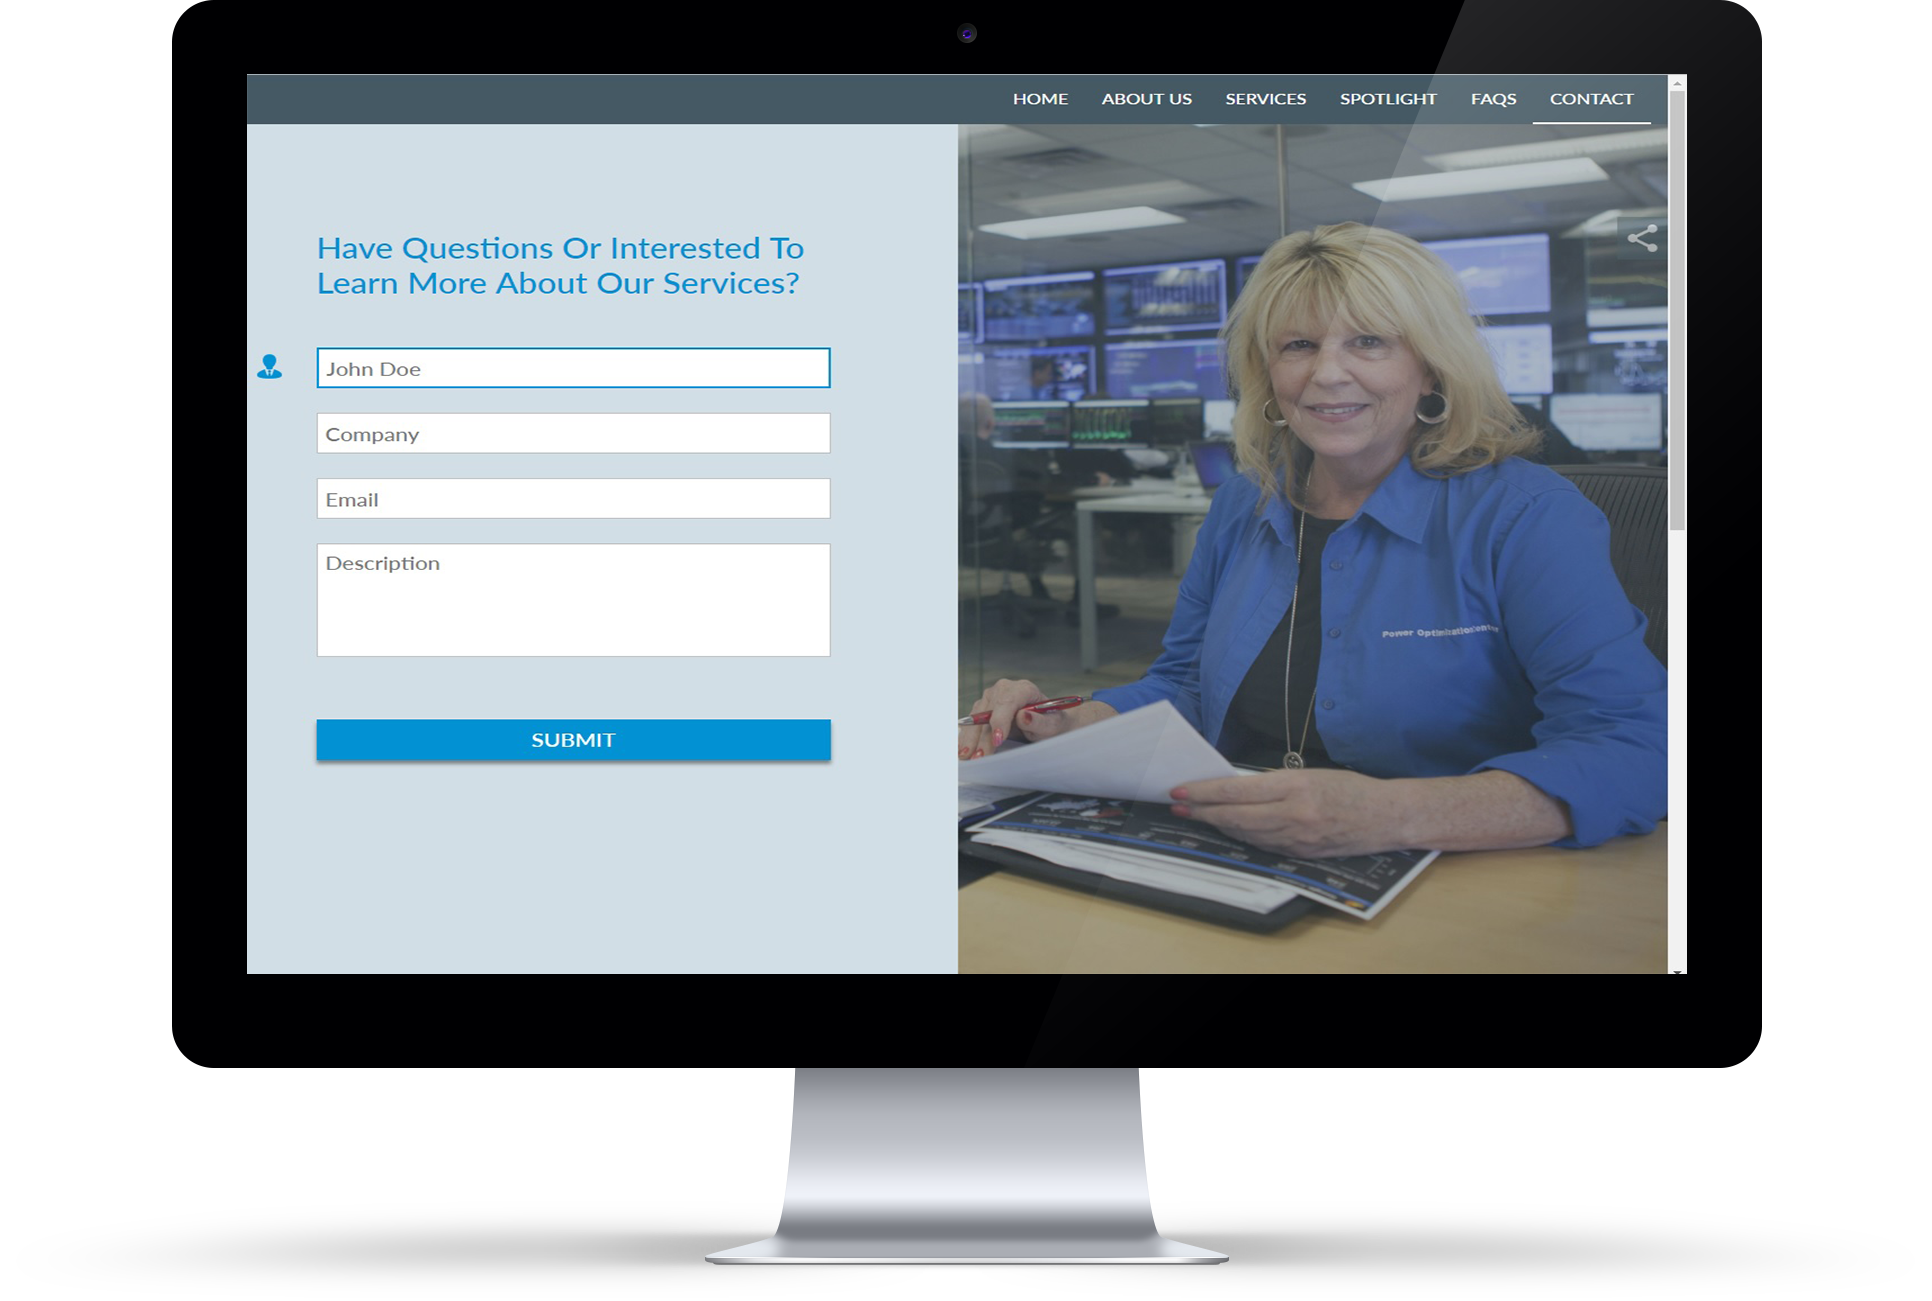 HOME ABOUT US SERVICES SPOTLIGHT FAQS CONTACT
Have Questions Or Interested To
Learn More About Our Services?
John Doe
Company
Email
Description
SUBMIT
Power Optimization